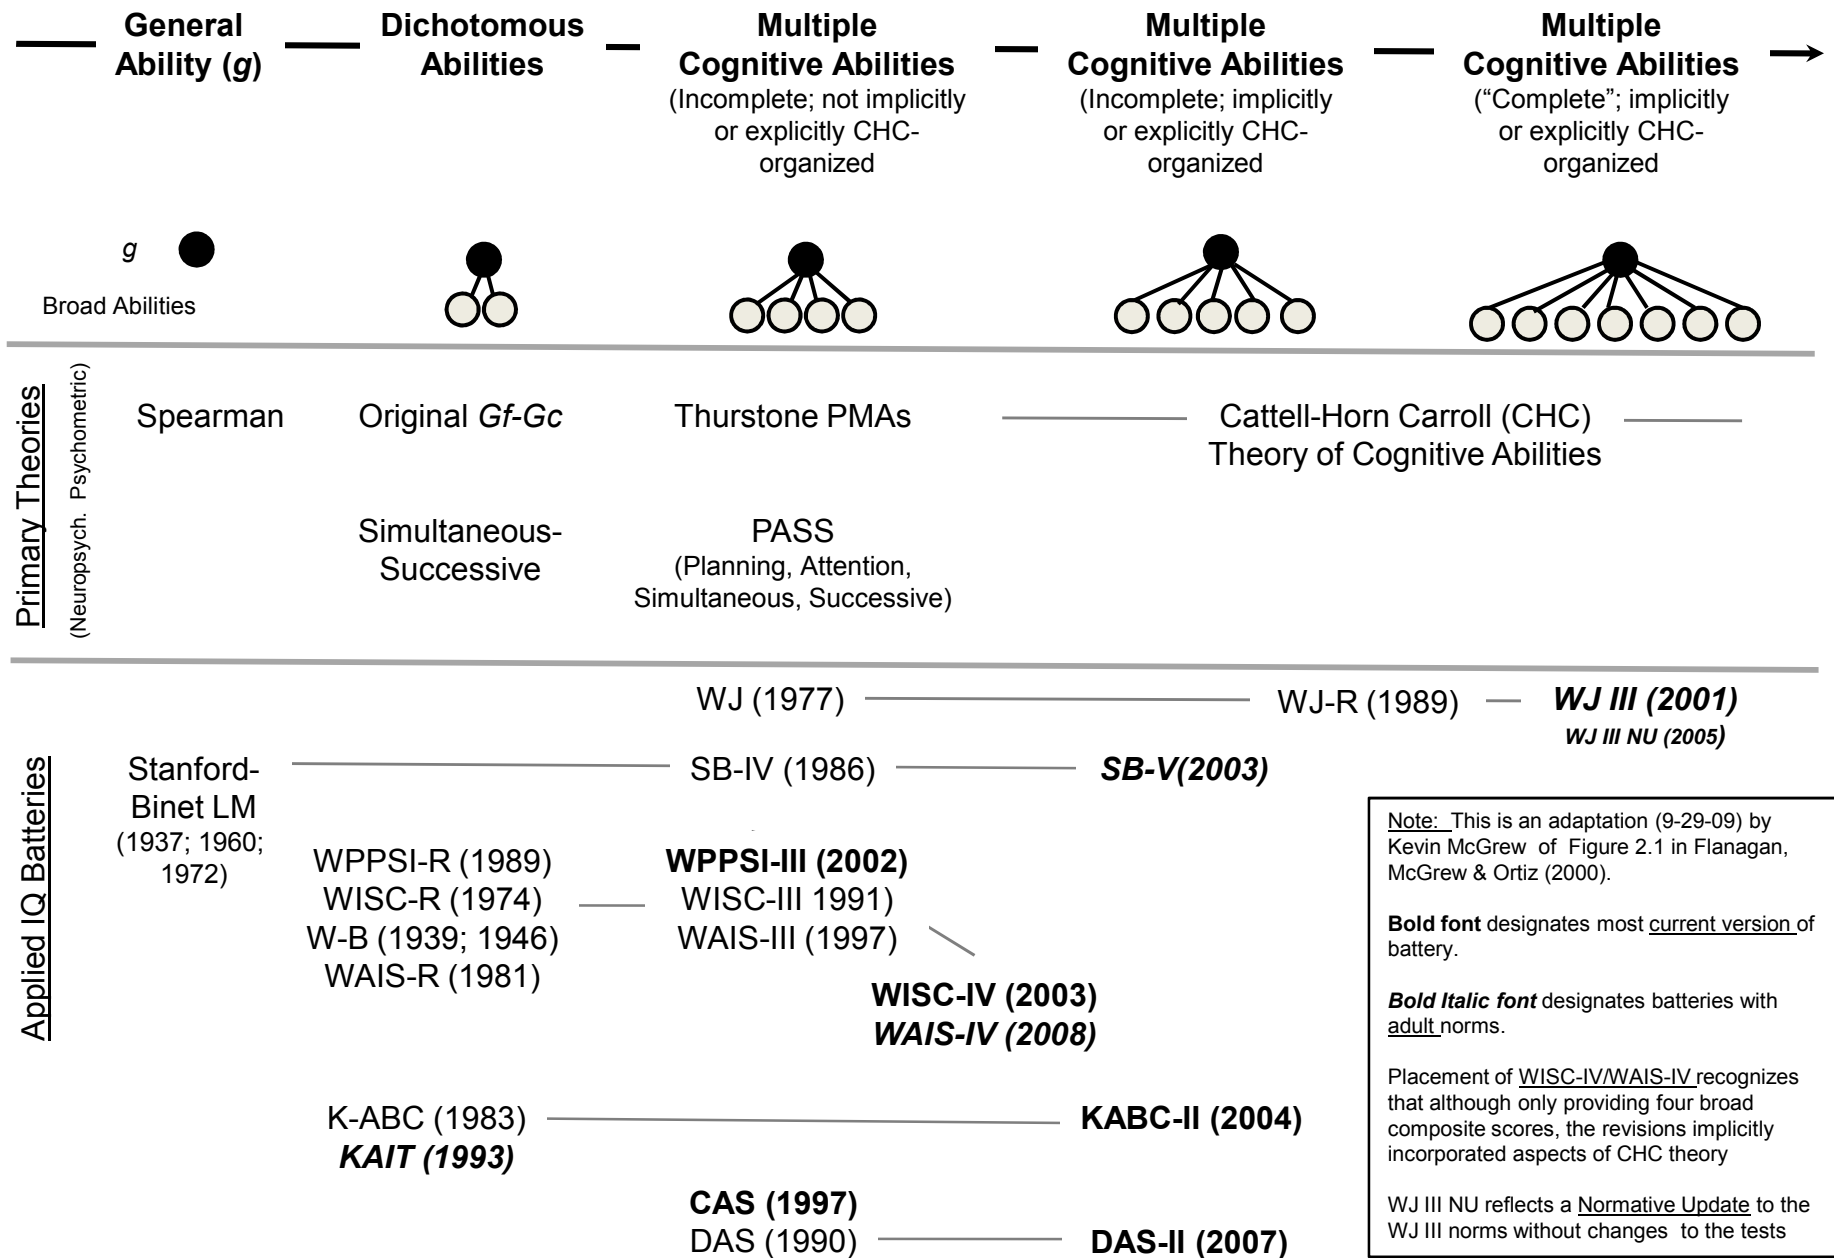 General
Ability (g)
Dichotomous
Abilities
Multiple
Cognitive Abilities
(Incomplete; not implicitly
or explicitly CHC-
organized
Multiple
Cognitive Abilities
(Incomplete; implicitly
or explicitly CHC-
organized
Multiple
Cognitive Abilities
(“Complete”; implicitly
or explicitly CHC-
organized
g
Broad Abilities
Primary Theories
(Neuropsych. Psychometric)
Spearman
Original Gf-Gc
Thurstone PMAs
Cattell-Horn Carroll (CHC)
Theory of Cognitive Abilities
Simultaneous-
Successive
PASS
(Planning, Attention,
Simultaneous, Successive)
Applied IQ Batteries
WJ (1977)
WJ-R (1989)
WJ III (2001)
WJ III NU (2005)
Stanford-
Binet LM
(1937; 1960;
1972)
SB-IV (1986)
SB-V(2003)
WPPSI-R (1989)
WISC-R (1974)
W-B (1939; 1946)
WAIS-R (1981)
WPPSI-III (2002)
WISC-III 1991)
WAIS-III (1997)
WISC-IV (2003)
WAIS-IV (2008)
K-ABC (1983)
KAIT (1993)
KABC-II (2004)
CAS (1997)
DAS (1990)
DAS-II (2007)
Note: This is an adaptation (9-29-09) by
Kevin McGrew of Figure 2.1 in Flanagan,
McGrew & Ortiz (2000).
Bold font designates most current version of
battery.
Bold Italic font designates batteries with
adult norms.
Placement of WISC-IV/WAIS-IV recognizes
that although only providing four broad
composite scores, the revisions implicitly
incorporated aspects of CHC theory
WJ III NU reflects a Normative Update to the
WJ III norms without changes to the tests